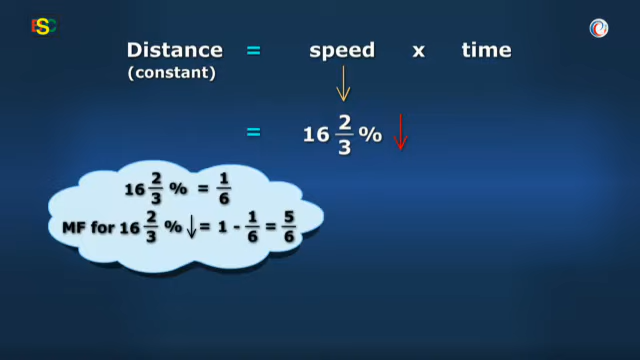 ESC
Distance = speed x time
(constant)
= 16 2/3 % ↓
16 2/3 % = 1/6
MF for 16 2/3 % ↓ = 1 - 1/6 = 5/6